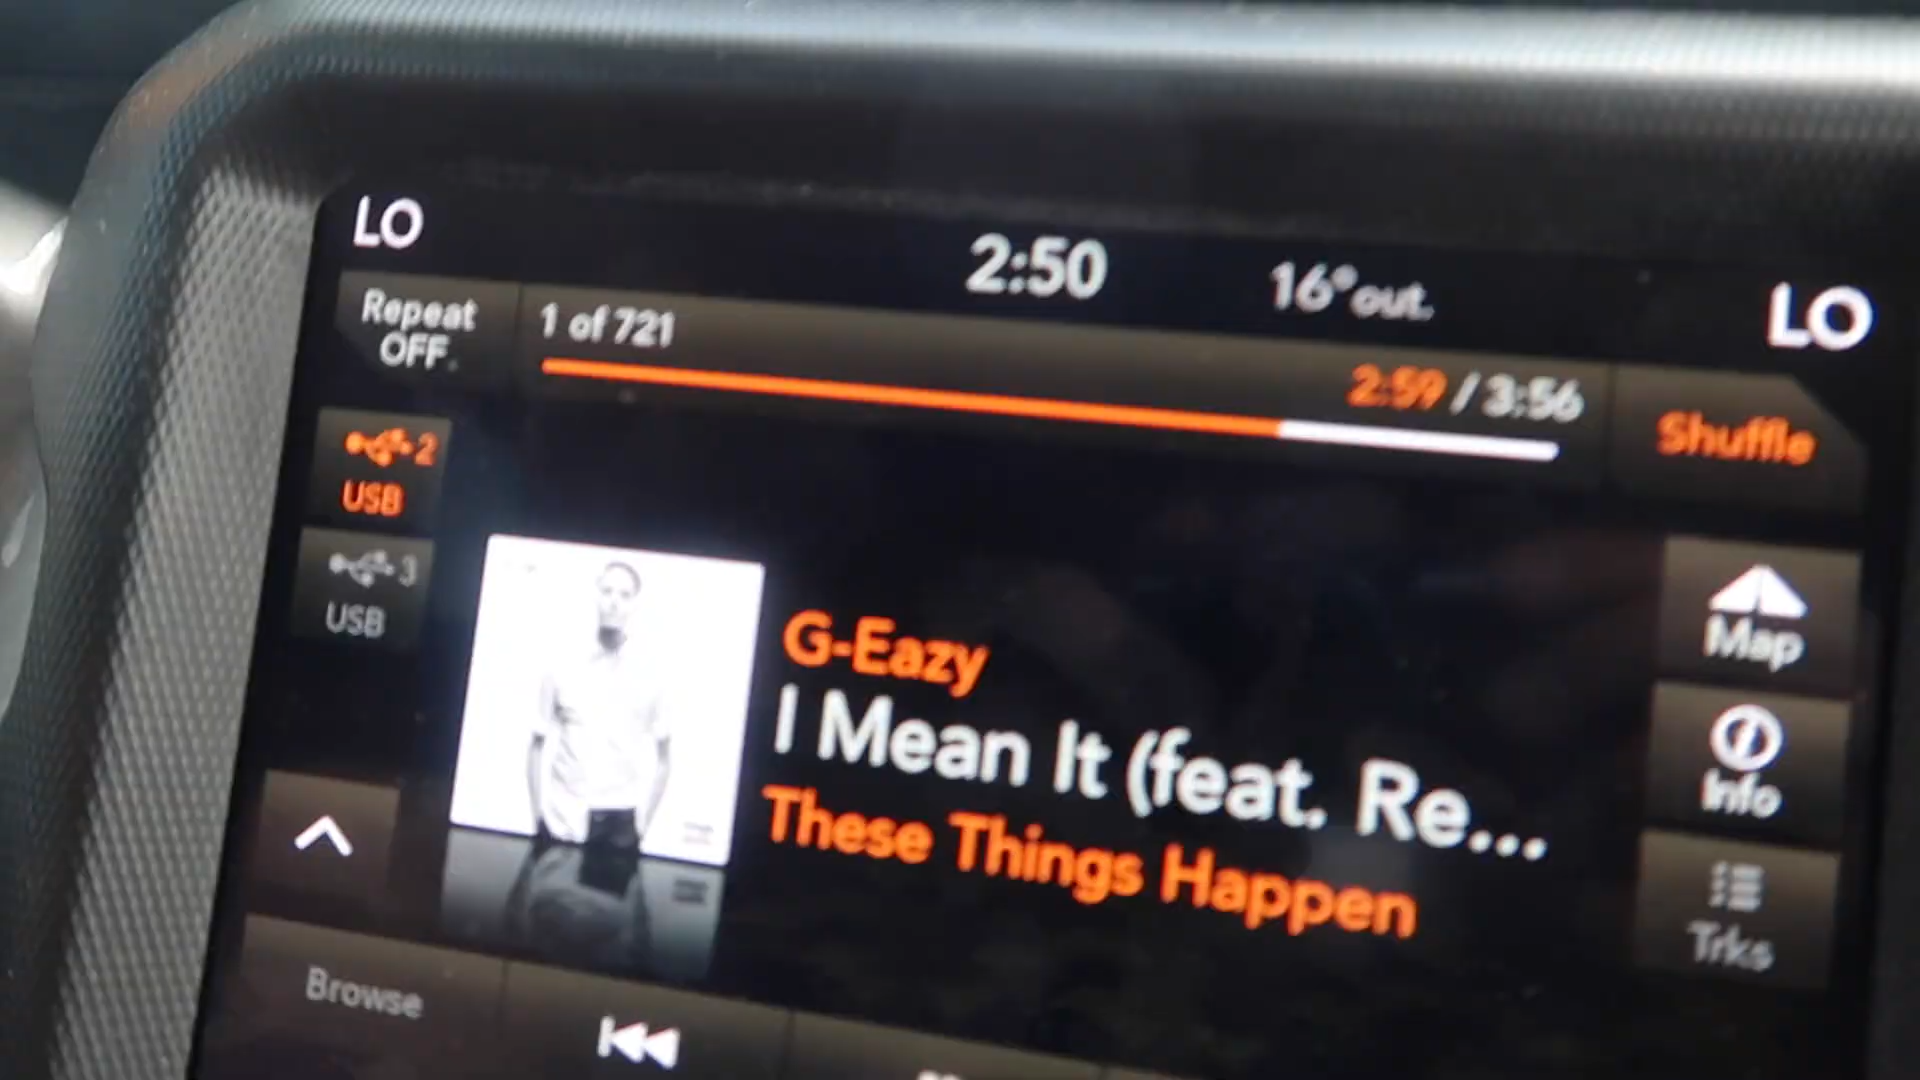 LO
2:50
16° out.
LO
Repeat
OFF
1 of 721
2:59 / 3:56
Shuffle
2
USB
3
USB
G-Eazy
I Mean It (feat. Re...
These Things Happen
Map
Info
Trks
Browse